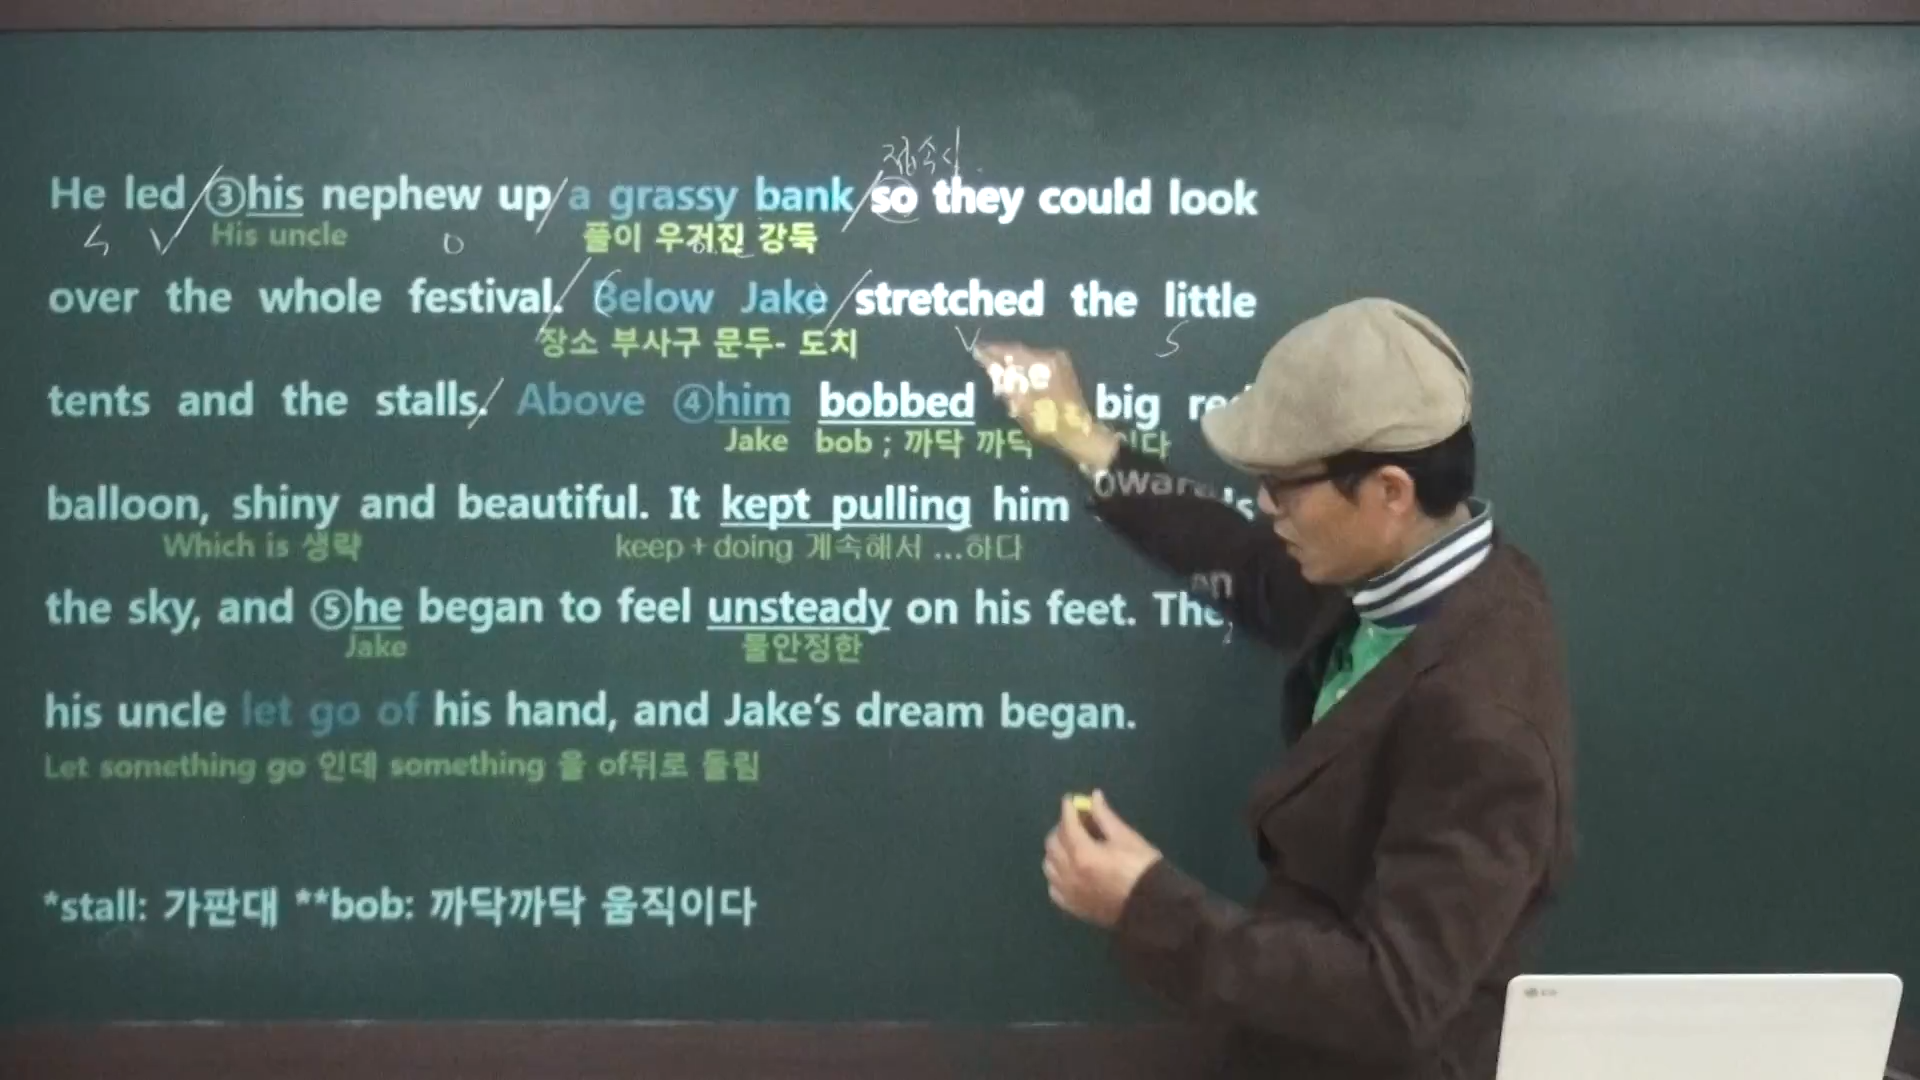 접속사
He led ③his nephew up a grassy bank so they could look
S V His uncle O 풀이 우거진 강둑
over the whole festival. Below Jake stretched the little
장소 부사구 문두- 도치 V S
tents and the stalls. Above ④him bobbed the big
Jake bob ; 까닥 까닥
balloon, shiny and beautiful. It kept pulling him
Which is 생략 keep + doing 계속해서 ...하다
the sky, and ⑤he began to feel unsteady on his feet.
Jake 불안정한
his uncle let go of his hand, and Jake's dream began.
Let something go 인데 something 을 of뒤로 돌림
*stall: 가판대 **bob: 까닥까닥 움직이다